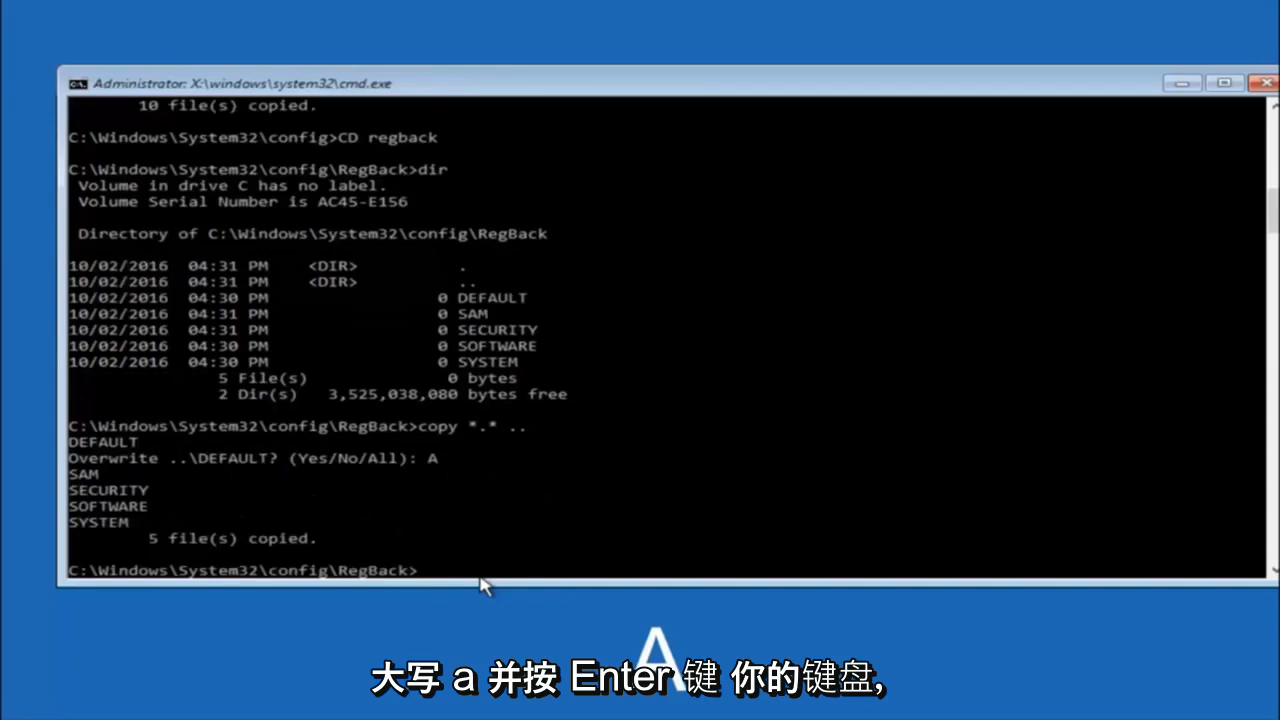 Administrator: X:\windows\system32\cmd.exe
10 file(s) copied.
C:\Windows\System32\config>CD regback
C:\Windows\System32\config\RegBack>dir
Volume in drive C has no label.
Volume Serial Number is AC45-E156
Directory of C:\Windows\System32\config\RegBack
10/02/2016 04:31 PM <DIR> .
10/02/2016 04:31 PM <DIR> ..
10/02/2016 04:30 PM 0 DEFAULT
10/02/2016 04:31 PM 0 SAM
10/02/2016 04:31 PM 0 SECURITY
10/02/2016 04:30 PM 0 SOFTWARE
10/02/2016 04:30 PM 0 SYSTEM
5 File(s) 0 bytes
2 Dir(s) 3,525,038,080 bytes free
C:\Windows\System32\config\RegBack>copy *.* ..
DEFAULT
Overwrite ..\DEFAULT? (Yes/No/All): A
SAM
SECURITY
SOFTWARE
SYSTEM
5 file(s) copied.
C:\Windows\System32\config\RegBack>
A
大写 a 并按 Enter 键 你的键盘,